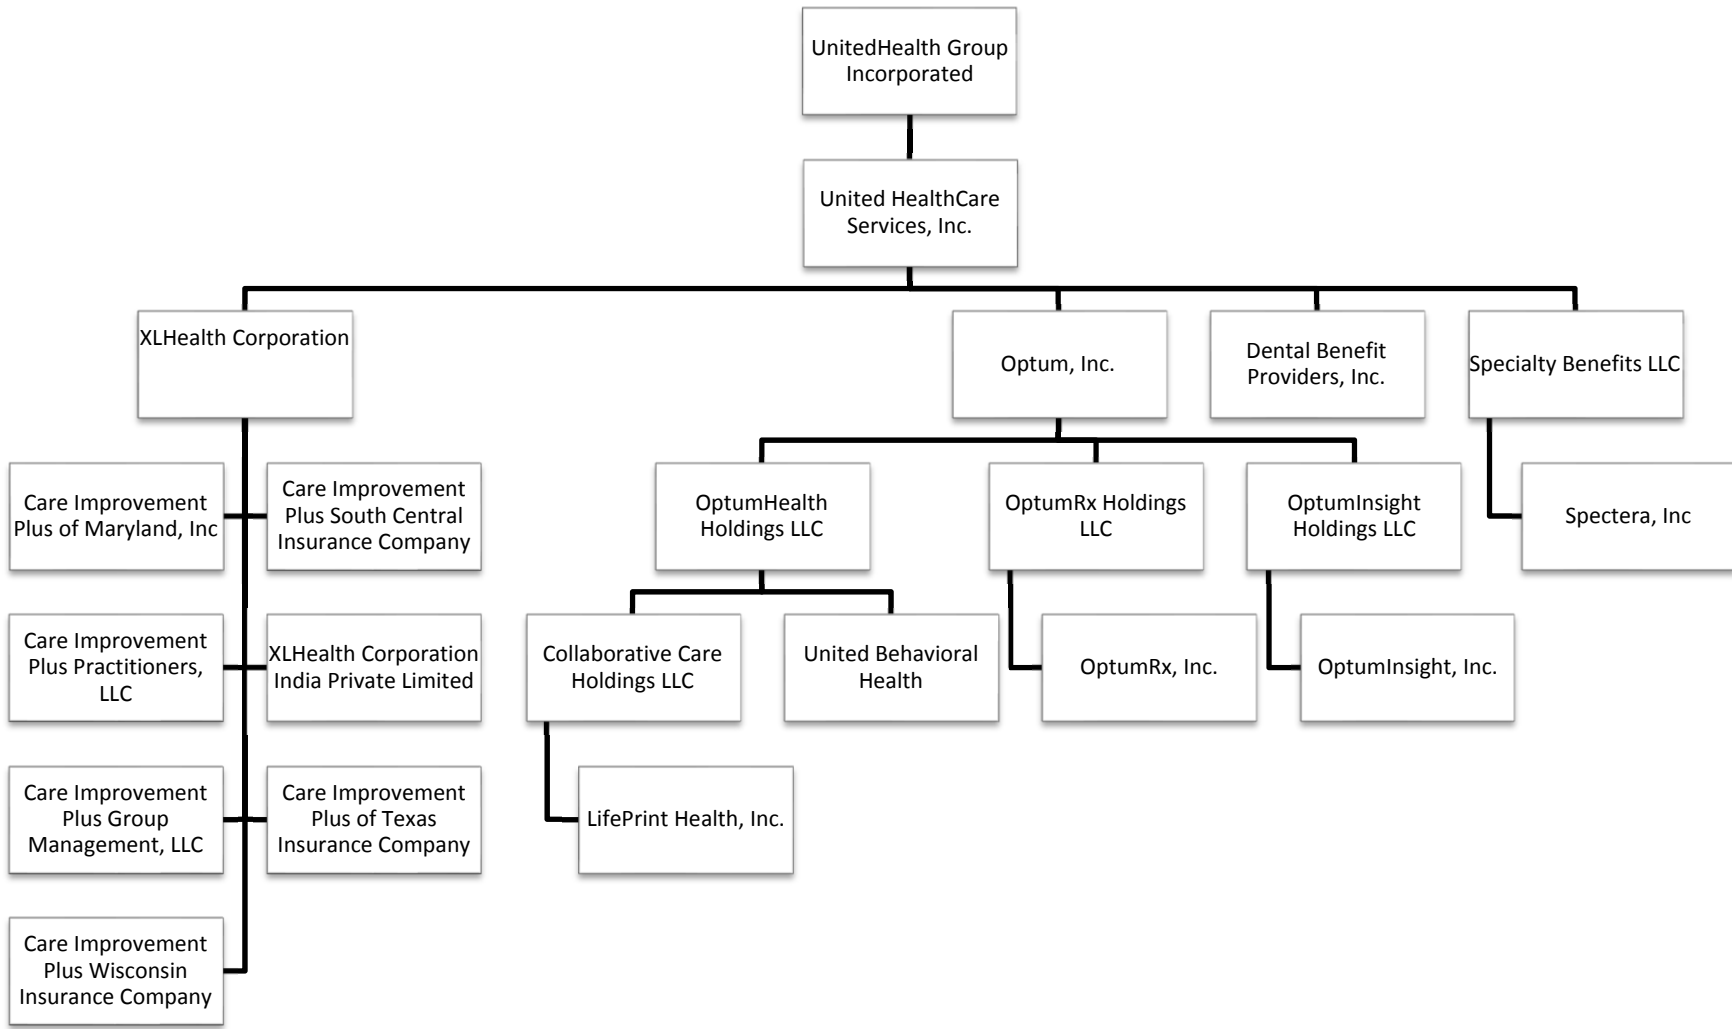 UnitedHealth Group
Incorporated
United HealthCare
Services, Inc.
XLHealth Corporation
Optum, Inc.
Dental Benefit
Providers, Inc.
Specialty Benefits LLC
Care Improvement
Plus of Maryland, Inc
Care Improvement
Plus South Central
Insurance Company
OptumHealth
Holdings LLC
OptumRx Holdings
LLC
OptumInsight
Holdings LLC
Spectera, Inc
Care Improvement
Plus Practitioners,
LLC
XLHealth Corporation
India Private Limited
Collaborative Care
Holdings LLC
United Behavioral
Health
OptumRx, Inc.
OptumInsight, Inc.
Care Improvement
Plus Group
Management, LLC
Care Improvement
Plus of Texas
Insurance Company
LifePrint Health, Inc.
Care Improvement
Plus Wisconsin
Insurance Company